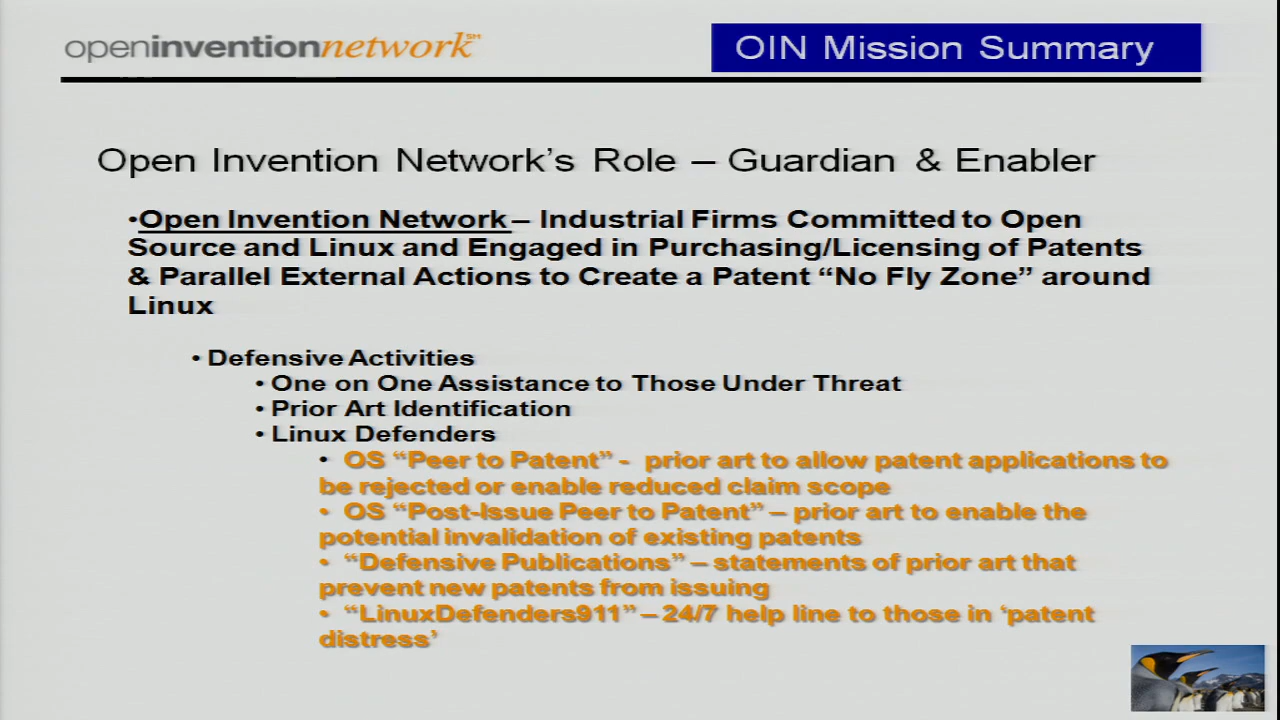 openinventionnetwork SM
OIN Mission Summary
Open Invention Network's Role – Guardian & Enabler
•Open Invention Network – Industrial Firms Committed to Open
Source and Linux and Engaged in Purchasing/Licensing of Patents
& Parallel External Actions to Create a Patent “No Fly Zone” around
Linux
• Defensive Activities
• One on One Assistance to Those Under Threat
• Prior Art Identification
• Linux Defenders
• OS “Peer to Patent” - prior art to allow patent applications to
be rejected or enable reduced claim scope
• OS “Post-Issue Peer to Patent” – prior art to enable the
potential invalidation of existing patents
• “Defensive Publications” – statements of prior art that
prevent new patents from issuing
• “LinuxDefenders911” – 24/7 help line to those in ‘patent
distress’